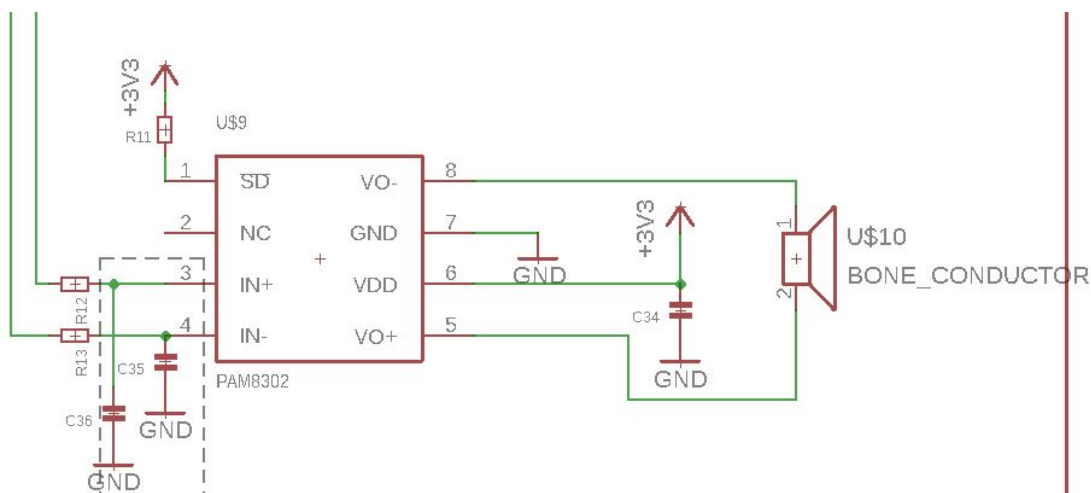 +3V3
R11
U$9
1
SD
VO-
8
2
NC
GND
7
3
IN+
VDD
6
4
IN-
VO+
5
PAM8302
R12
R13
C35
GND
C36
GND
GND
+3V3
C34
GND
1
2
U$10
BONE_CONDUCTOR